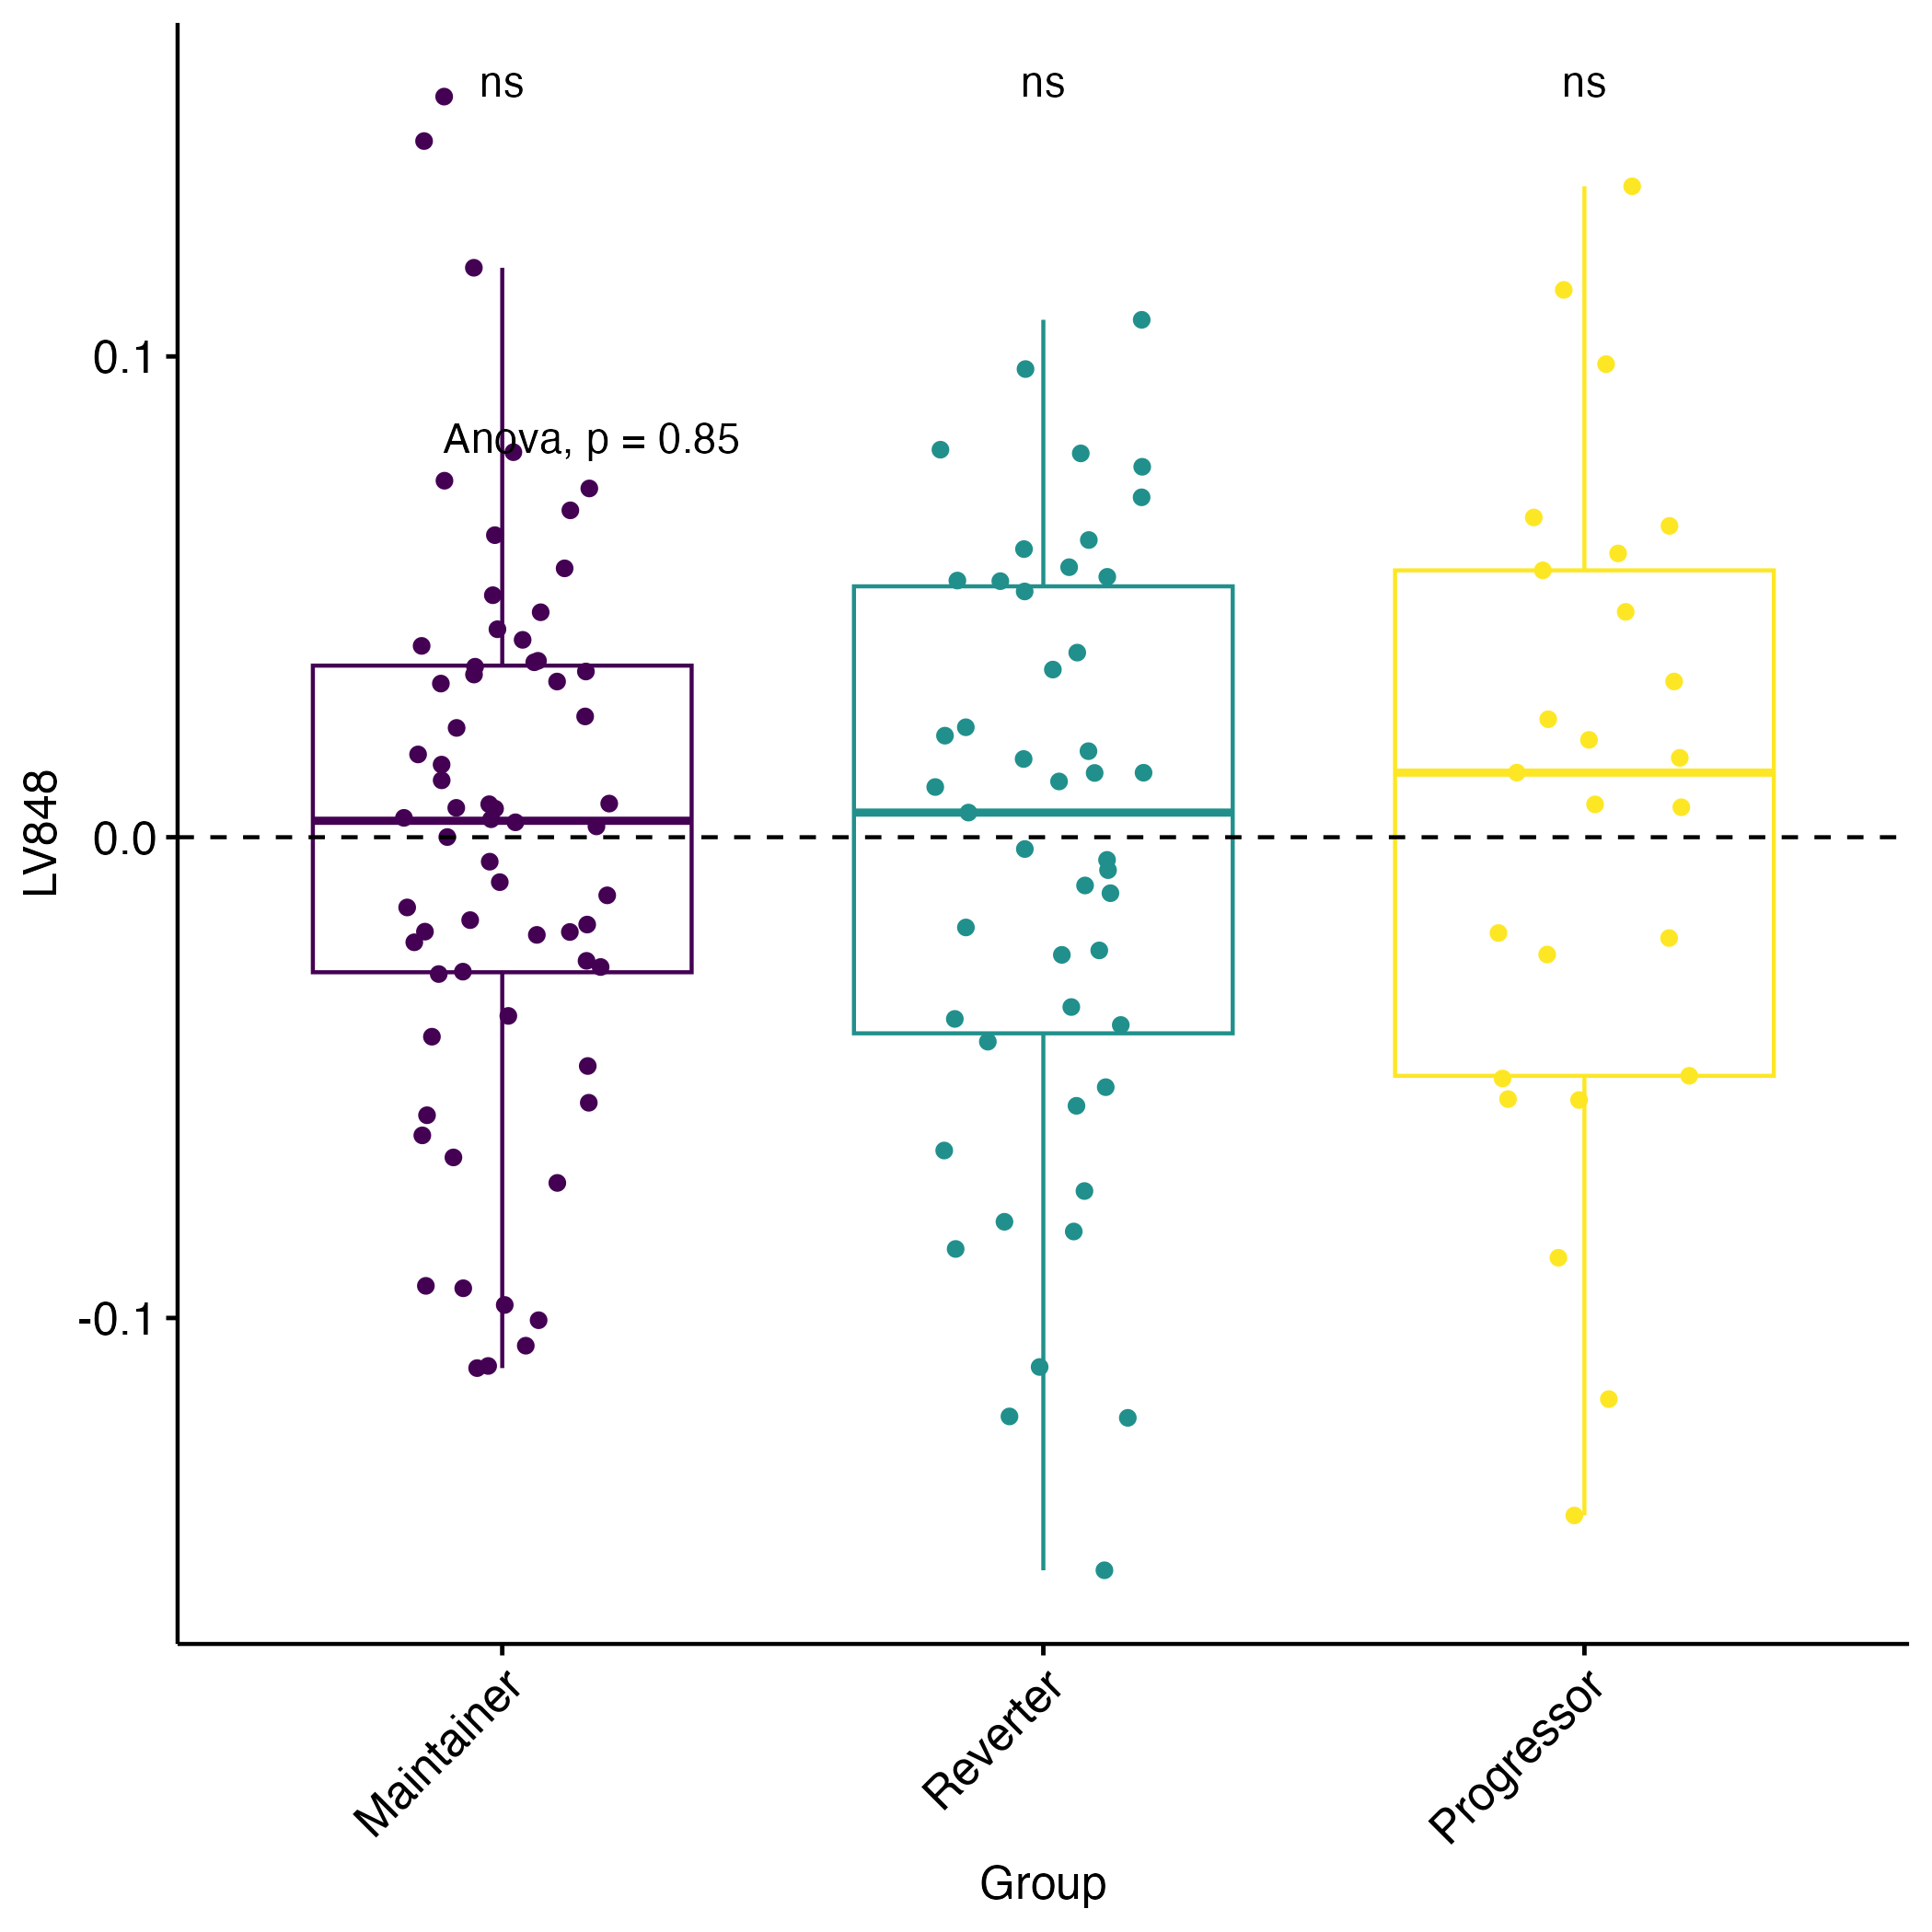 ns ns ns
Anova, p = 0.85
0.1
0.0
-0.1
LV848
Maintainer
Reverter
Progressor
Group